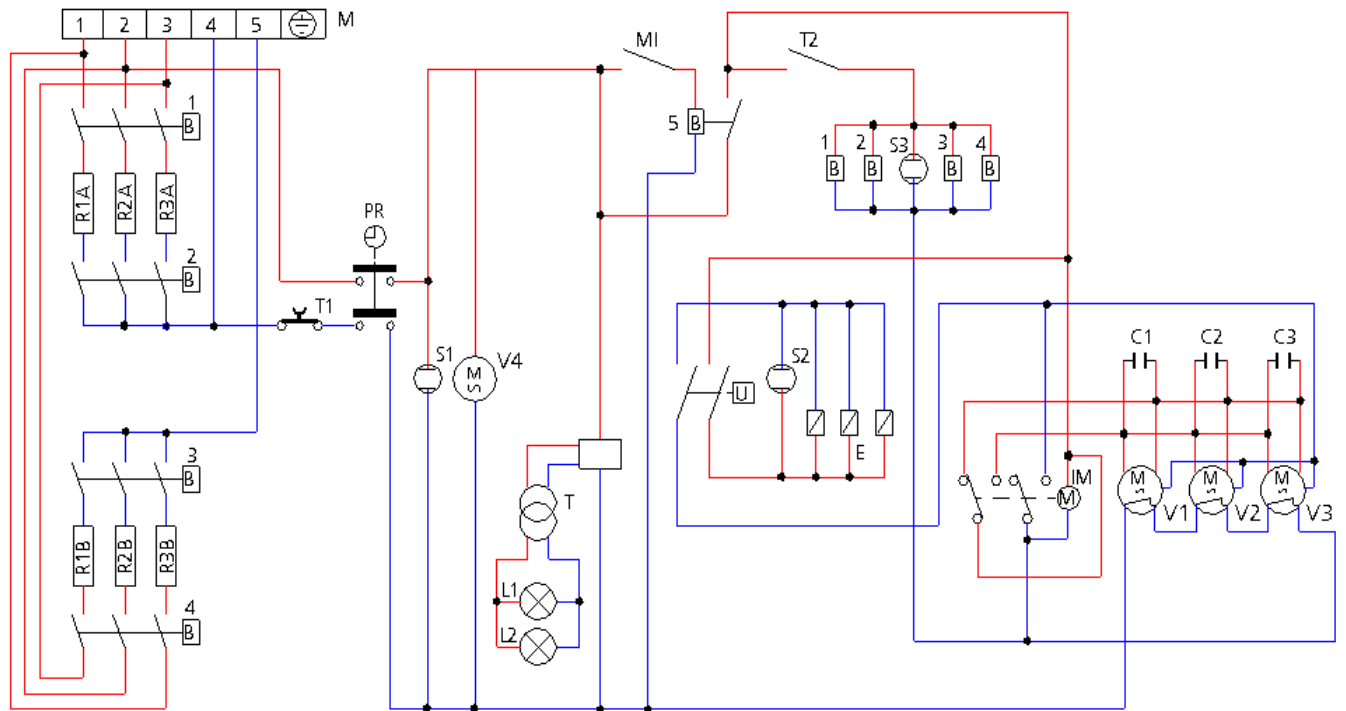 1 2 3 4 5 M
MI T2
1 B
5 B
1 2 S3 3 4
B B B B
R1A R2A R3A
PR
2 B
T1
S1 V4
S2
U
C1 C2 C3
E
3 B
M
S
M IM
M S V1
M S V2
M S V3
T
R1B R2B R3B
L1
L2
4 B